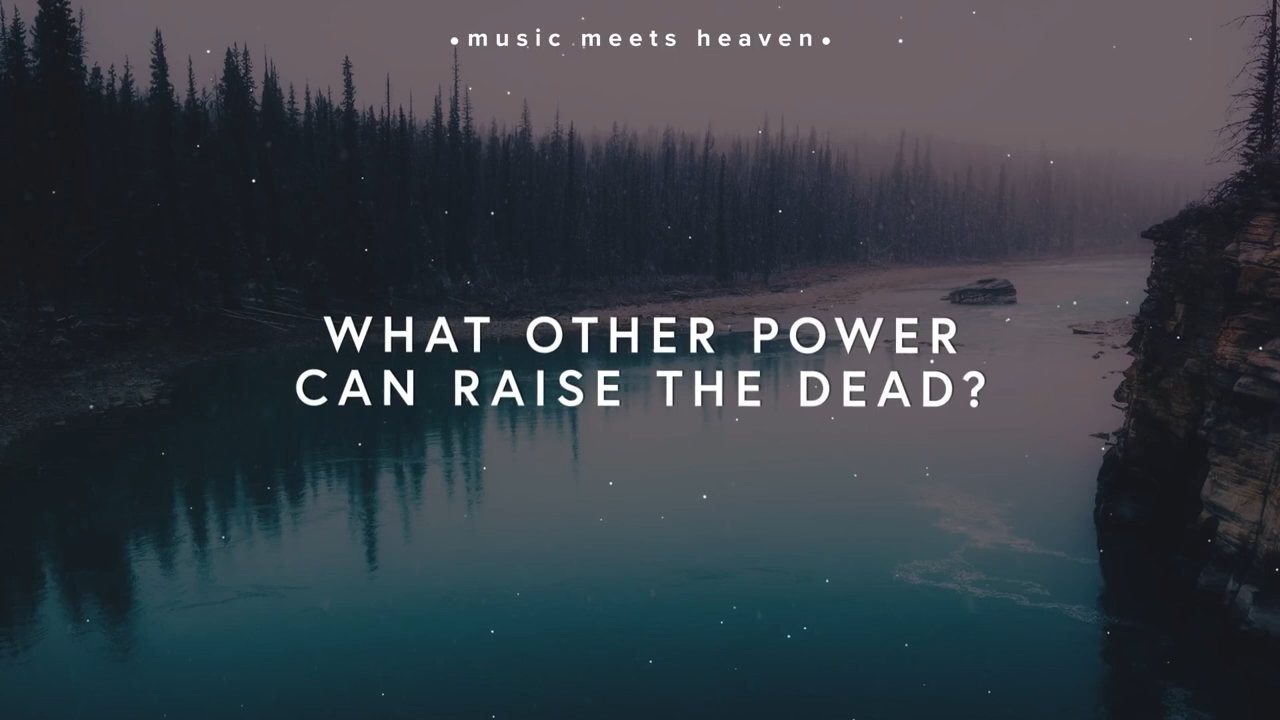 •music meets heaven•
WHAT OTHER POWER
CAN RAISE THE DEAD?